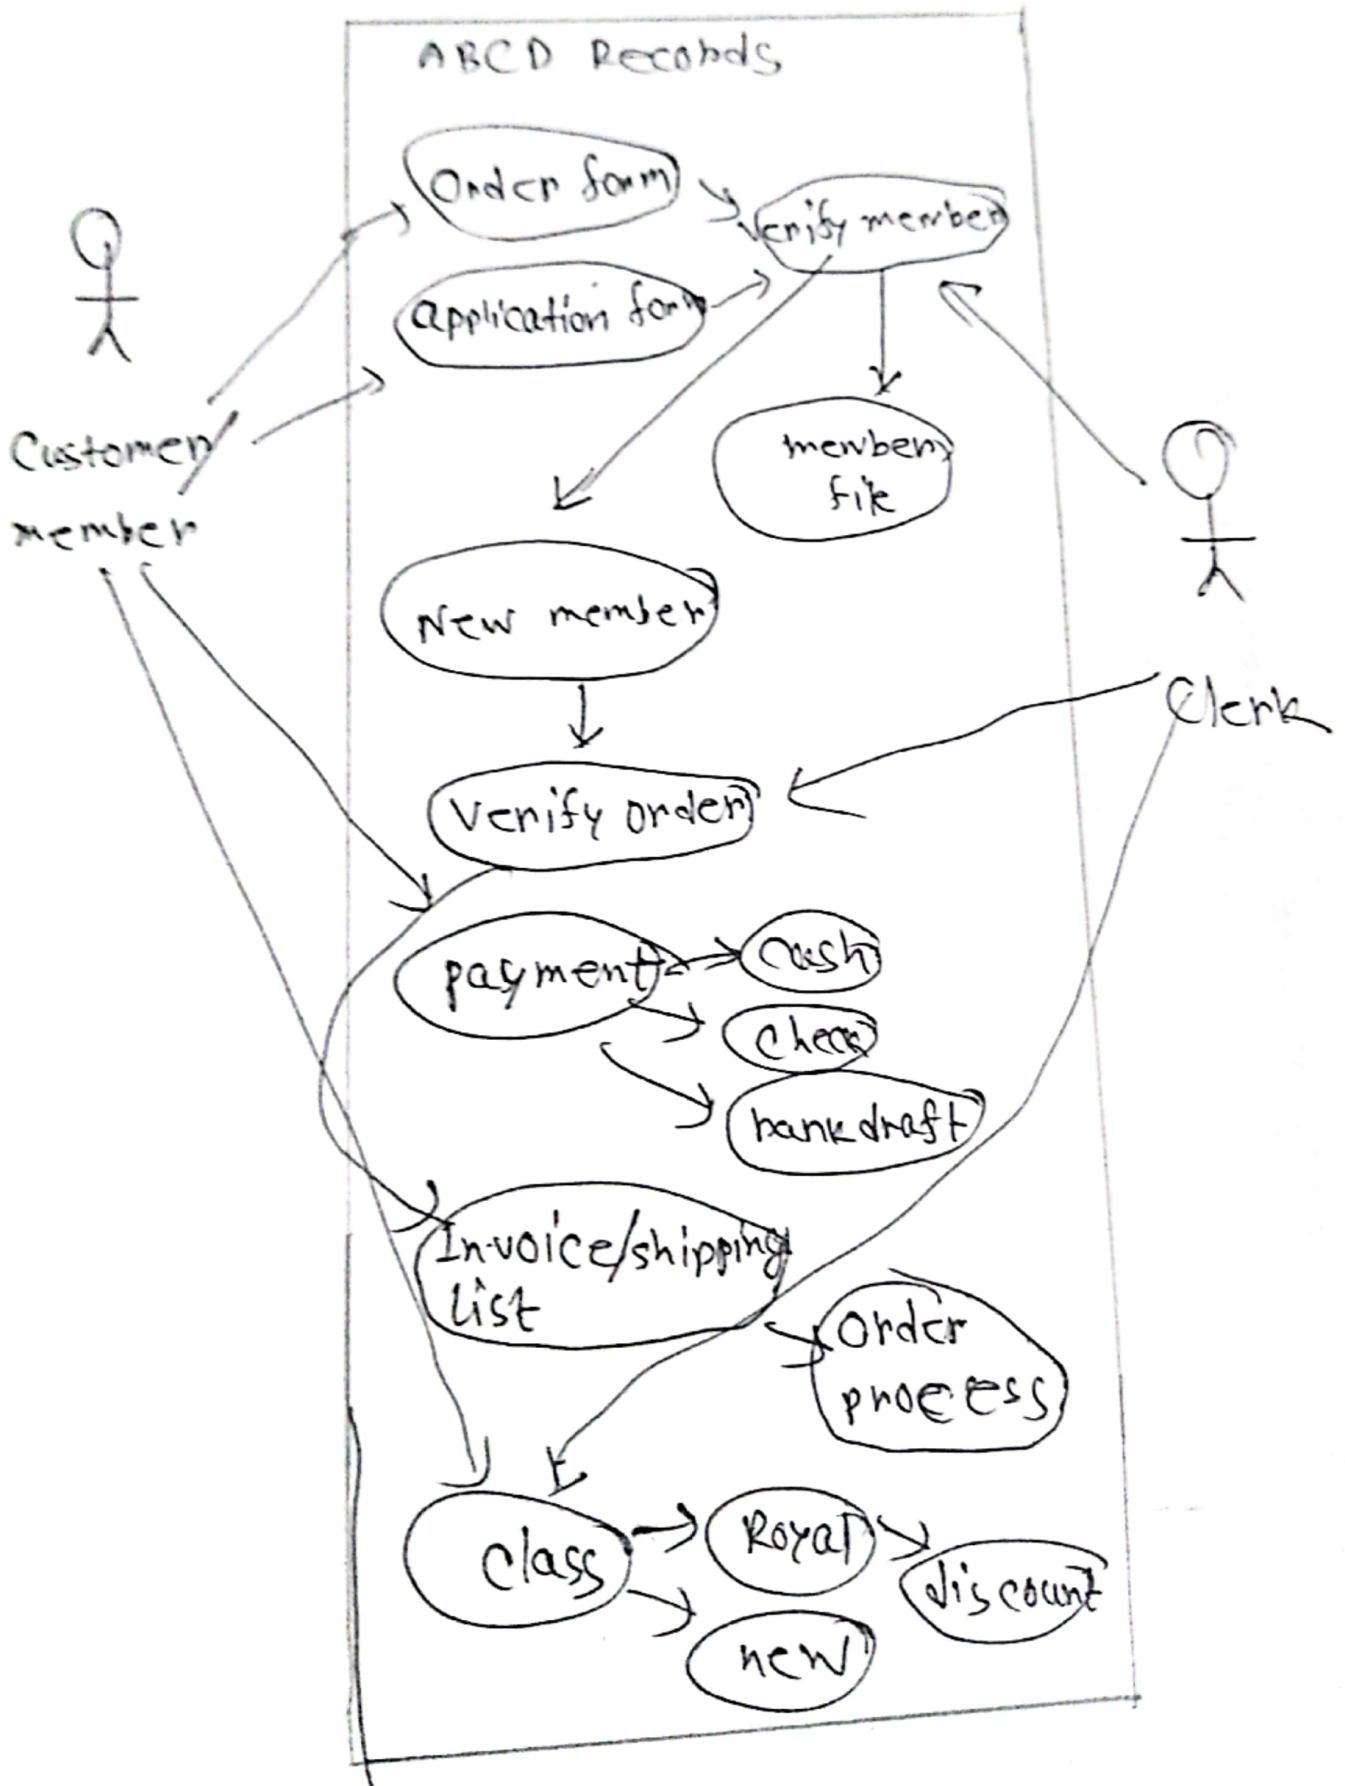 ABCD Records
Order form
Verify member
application form
Customer/
member
member
file
New member
Clerk
Verify order
payment
cash
check
bank draft
Invoice/shipping
list
Order
process
class
Royal
discount
new